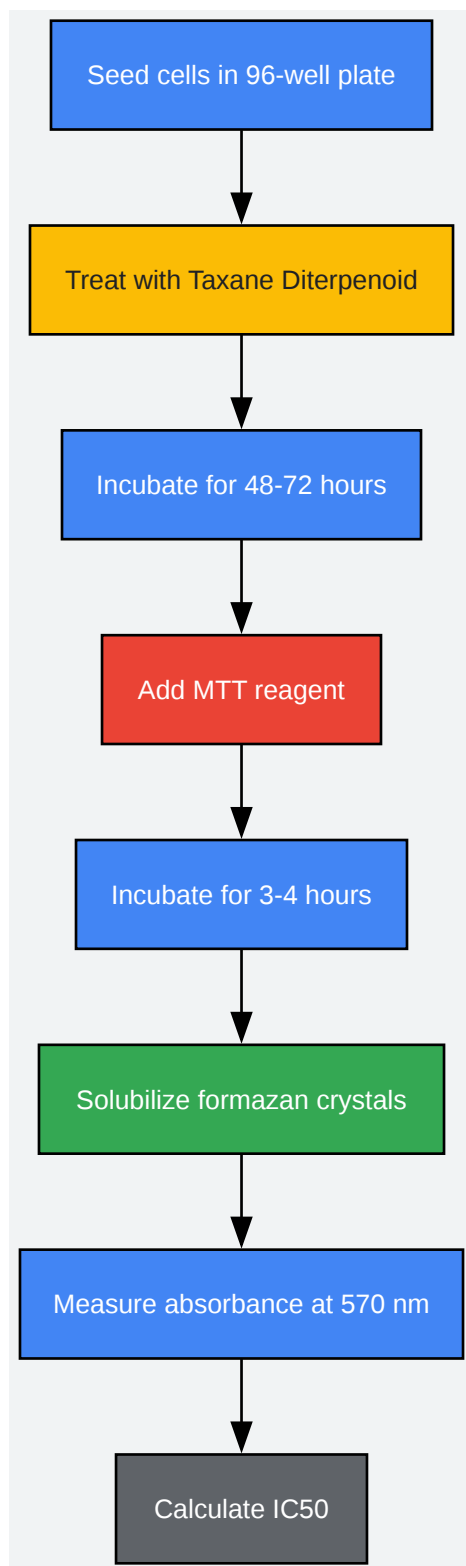 Seed cells in 96-well plate
Treat with Taxane Diterpenoid
Incubate for 48-72 hours
Add MTT reagent
Incubate for 3-4 hours
Solubilize formazan crystals
Measure absorbance at 570 nm
Calculate IC50